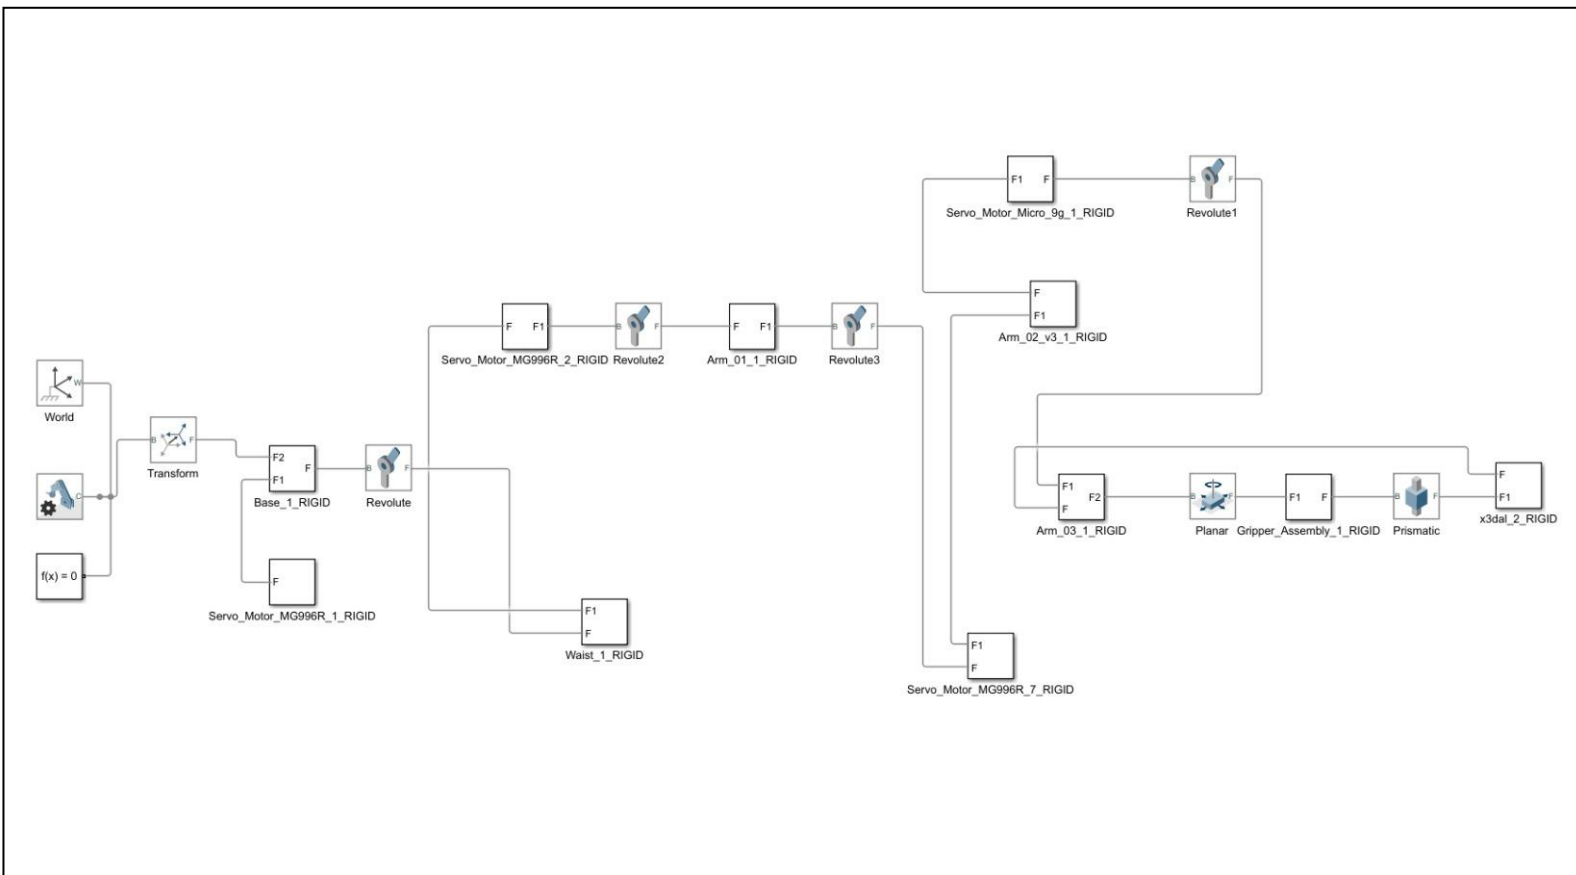 F1 F
B F
Servo_Motor_Micro_9g_1_RIGID
Revolute1
F
F1
Arm_02_v3_1_RIGID
F F1
B F
F F1
B F
Servo_Motor_MG996R_2_RIGID
Revolute2
Arm_01_1_RIGID
Revolute3
W
World
B F
Transform
F2
F1
F
Base_1_RIGID
B F
Revolute
C
f(x) = 0
F
Servo_Motor_MG996R_1_RIGID
F1
F
Waist_1_RIGID
F1
F
F2
Arm_03_1_RIGID
B F
Planar
F1 F
Gripper_Assembly_1_RIGID
B F
Prismatic
F
F1
x3dal_2_RIGID
F1
F
Servo_Motor_MG996R_7_RIGID